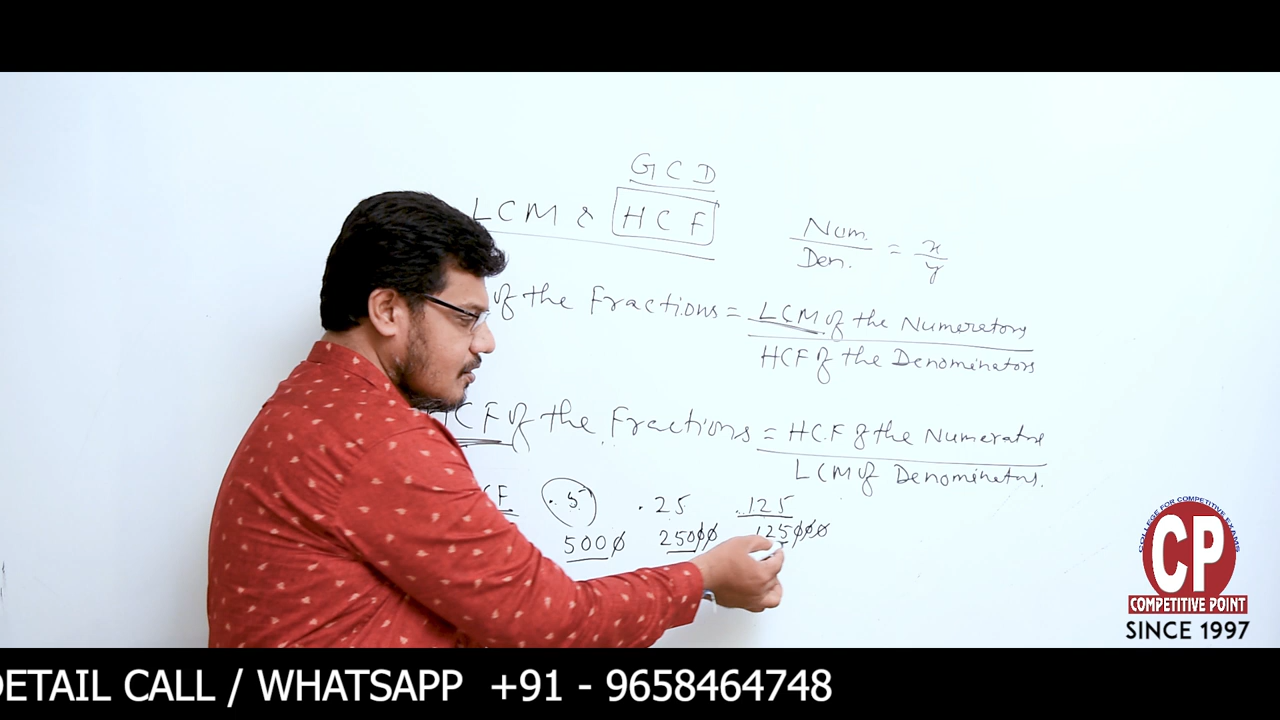 GCD
LCM & HCF
Num. / Den. = x / y
of the Fractions = LCM of the Numeretors
HCF of the Denominators
HCF of the Fractions = HCF of the Numerators
LCM of Denominators.
.5 .25 .125
5000 25000 125000
COLLEGE FOR COMPETITIVE EXAMS
CP
COMPETITIVE POINT
SINCE 1997
DETAIL CALL / WHATSAPP +91 - 9658464748